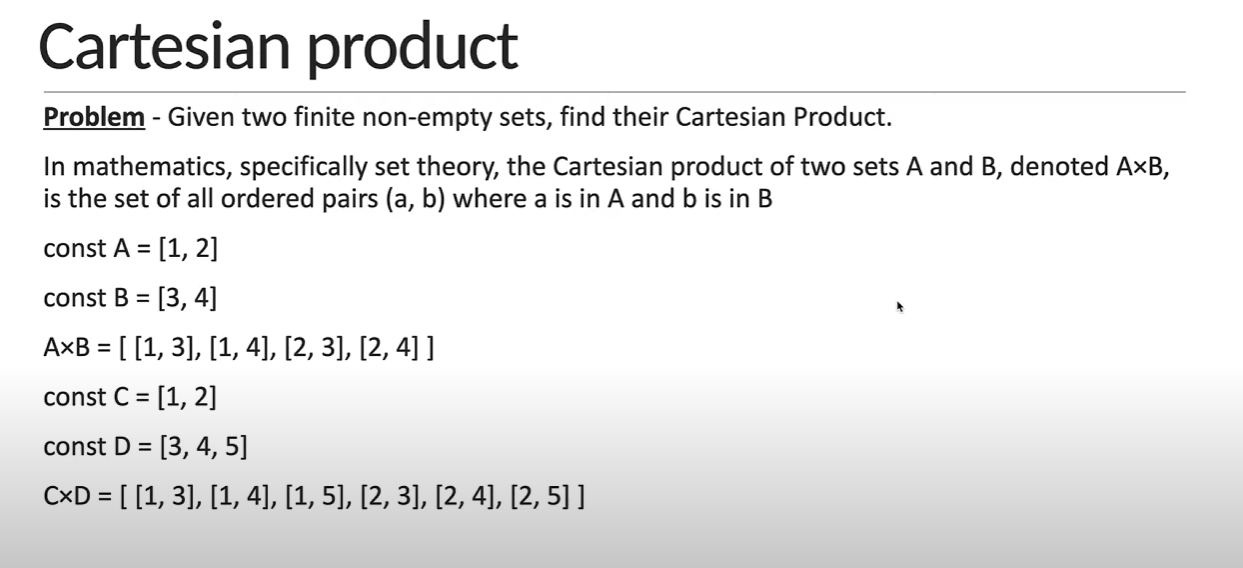 Cartesian product
Problem - Given two finite non-empty sets, find their Cartesian Product.
In mathematics, specifically set theory, the Cartesian product of two sets A and B, denoted A×B,
is the set of all ordered pairs (a, b) where a is in A and b is in B
const A = [1, 2]
const B = [3, 4]
A×B = [ [1, 3], [1, 4], [2, 3], [2, 4] ]
const C = [1, 2]
const D = [3, 4, 5]
C×D = [ [1, 3], [1, 4], [1, 5], [2, 3], [2, 4], [2, 5] ]